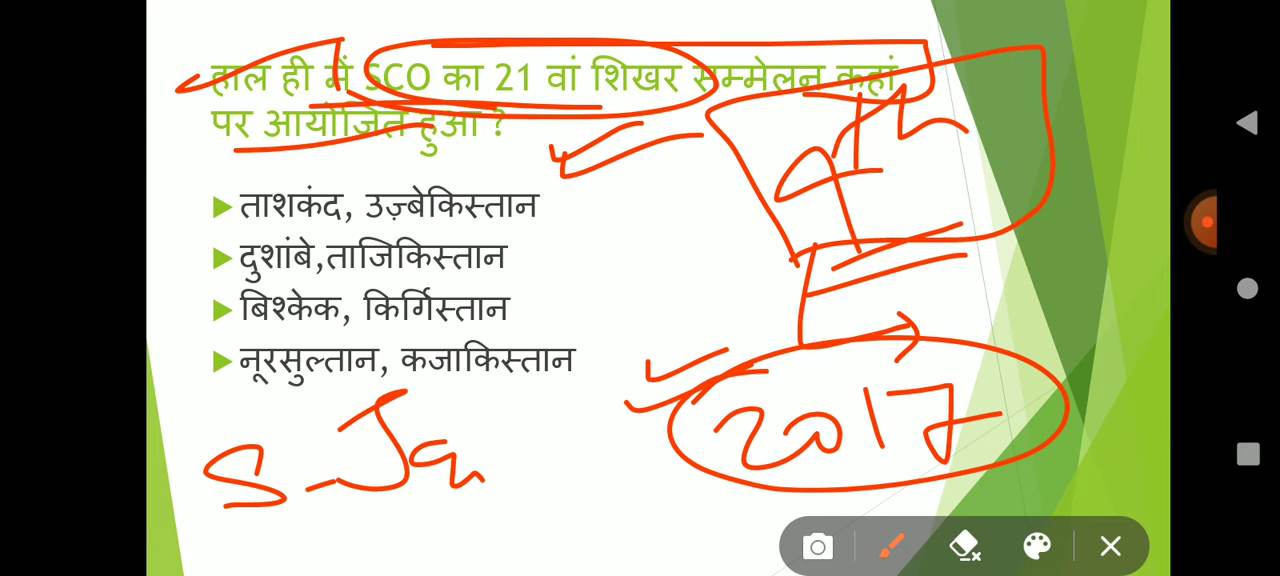 हाल ही में SCO का 21 वां शिखर सम्मेलन कहां
पर आयोजित हुआ ?
ताशकंद, उज़्बेकिस्तान
दुशांबे,ताजिकिस्तान
बिश्केक, किर्गिस्तान
नूरसुल्तान, कजाकिस्तान
2017